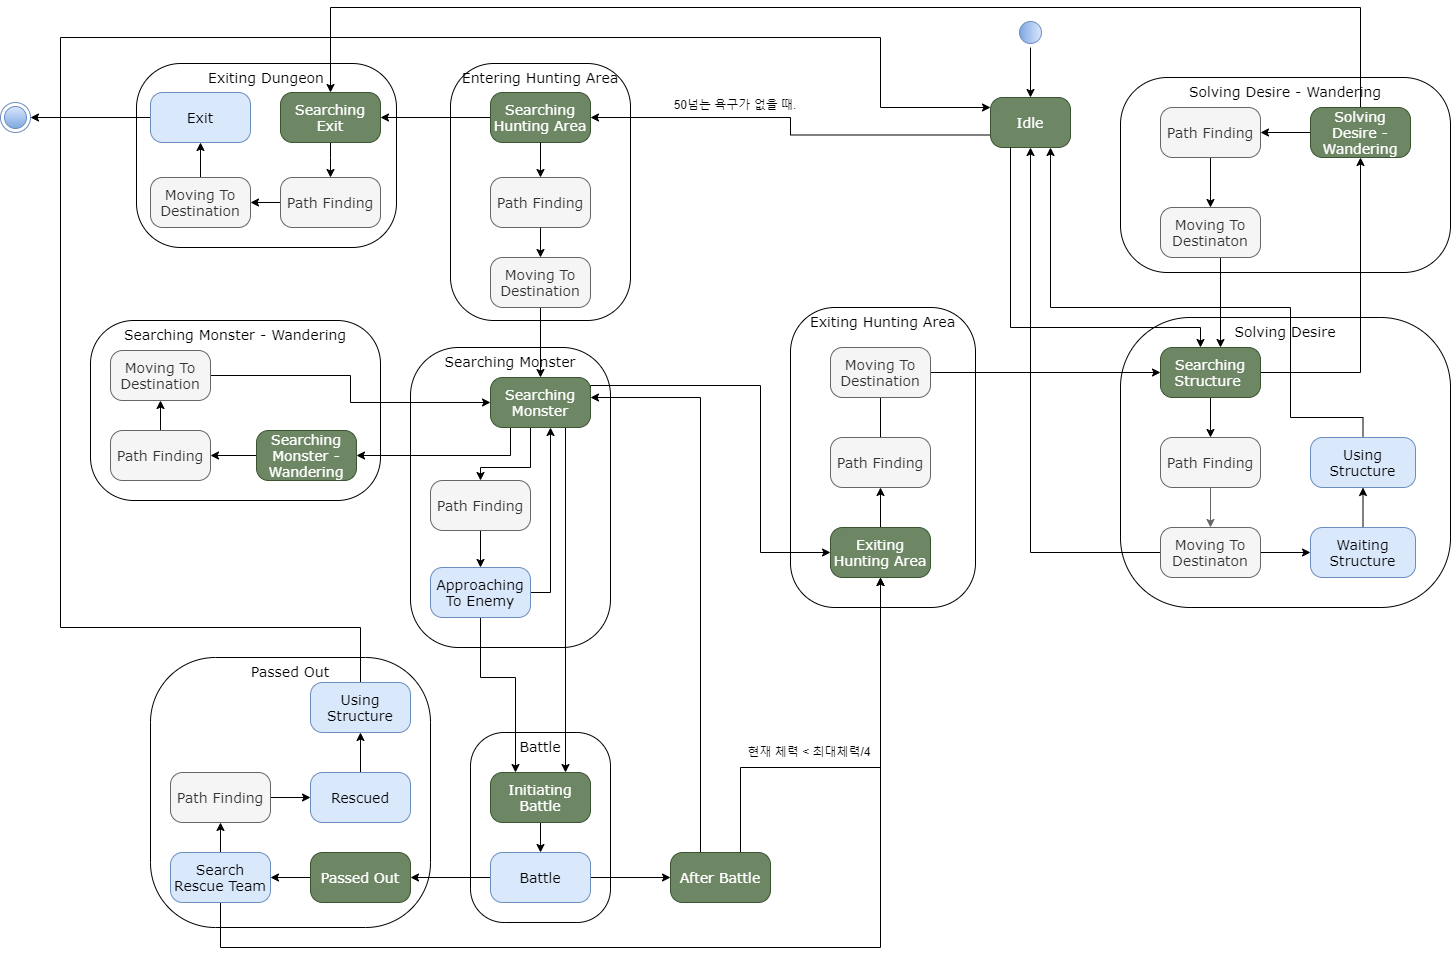 Exiting Dungeon
Exit
Searching
Exit
Moving To
Destination
Path Finding
Entering Hunting Area
Searching
Hunting Area
Path Finding
Moving To
Destination
50넘는 욕구가 없을 때.
Idle
Solving Desire - Wandering
Path Finding
Solving
Desire -
Wandering
Moving To
Destinaton
Searching Monster - Wandering
Moving To
Destination
Path Finding
Searching
Monster -
Wandering
Searching Monster
Searching
Monster
Path Finding
Approaching
To Enemy
Exiting Hunting Area
Moving To
Destination
Path Finding
Exiting
Hunting Area
Solving Desire
Searching
Structure
Path Finding
Using
Structure
Moving To
Destinaton
Waiting
Structure
Passed Out
Using
Structure
Path Finding
Rescued
Search
Rescue Team
Passed Out
Battle
Initiating
Battle
Battle
After Battle
현재 체력 < 최대체력/4